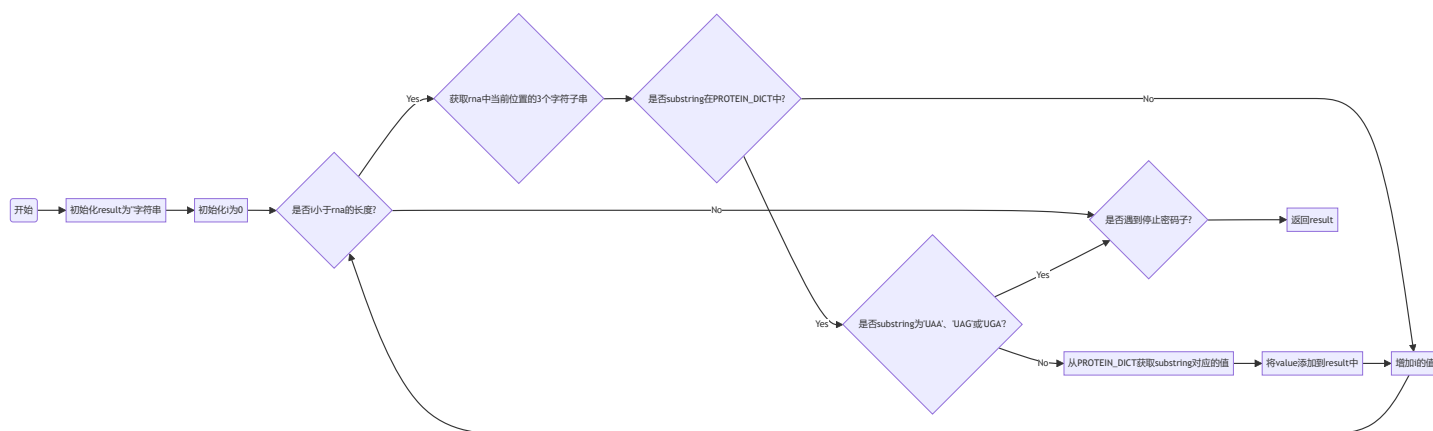 开始
初始化result为''字符串
初始化i为0
是否i小于rna的长度?
Yes
获取rna中当前位置的3个字符子串
是否substring在PROTEIN_DICT中?
No
No
是否遇到停止密码子?
返回result
Yes
是否substring为'UAA'、'UAG'或'UGA'?
Yes
No
从PROTEIN_DICT获取substring对应的值
将value添加到result中
增加i的值